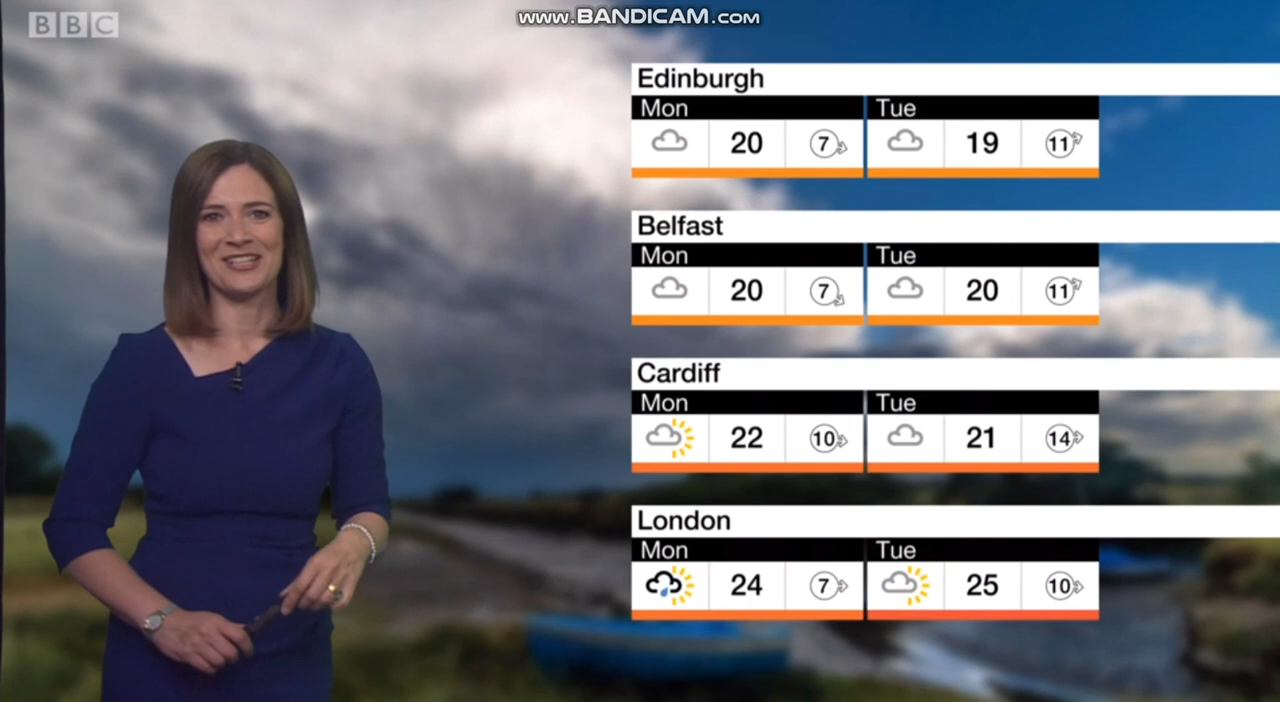 BBC
www.BANDICAM.com
Edinburgh
Mon Tue
20 7 19 11
Belfast
Mon Tue
20 7 20 11
Cardiff
Mon Tue
22 10 21 14
London
Mon Tue
24 7 25 10